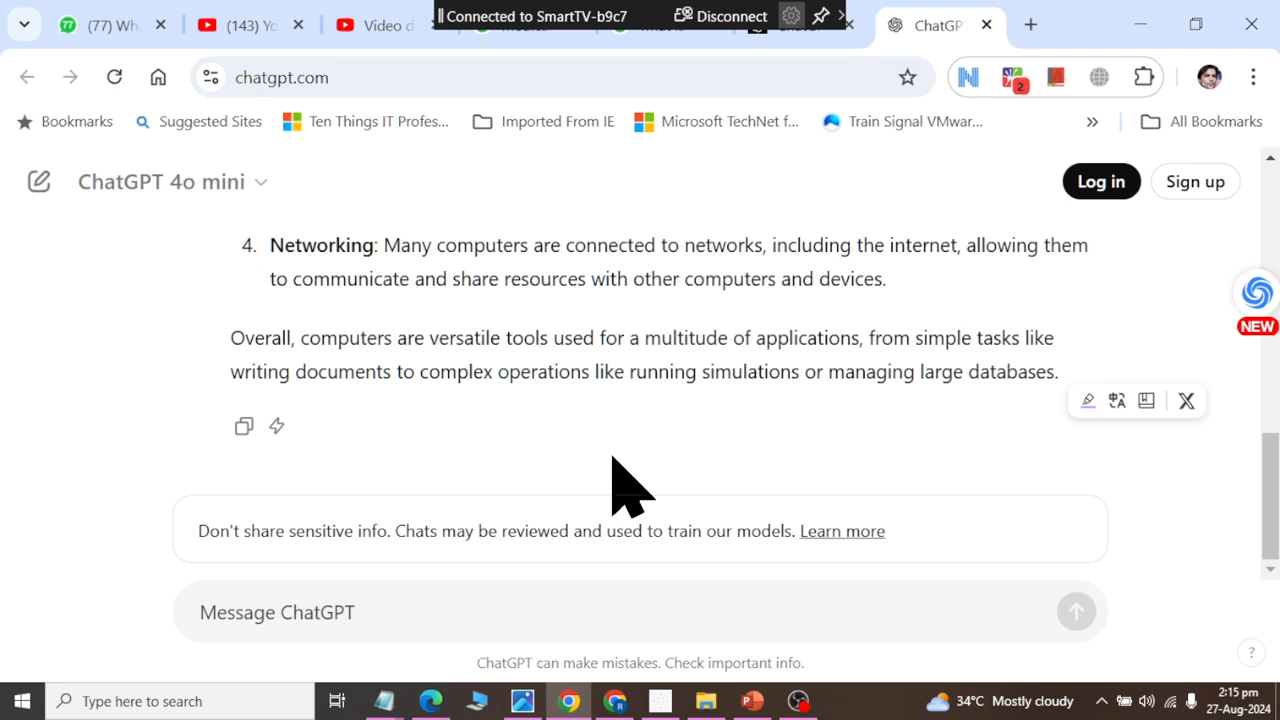 Connected to SmartTV-b9c7 Disconnect
(77) Wh
(143) Yo
Video d
ChatGP
chatgpt.com
2
Bookmarks
Suggested Sites
Ten Things IT Profes...
Imported From IE
Microsoft TechNet f...
Train Signal VMwar...
»
All Bookmarks
ChatGPT 4o mini
Log in
Sign up
4. Networking: Many computers are connected to networks, including the internet, allowing them
to communicate and share resources with other computers and devices.
NEW
Overall, computers are versatile tools used for a multitude of applications, from simple tasks like
writing documents to complex operations like running simulations or managing large databases.
Don't share sensitive info. Chats may be reviewed and used to train our models. Learn more
Message ChatGPT
ChatGPT can make mistakes. Check important info.
?
Type here to search
34°C Mostly cloudy
2:15 pm
27-Aug-2024